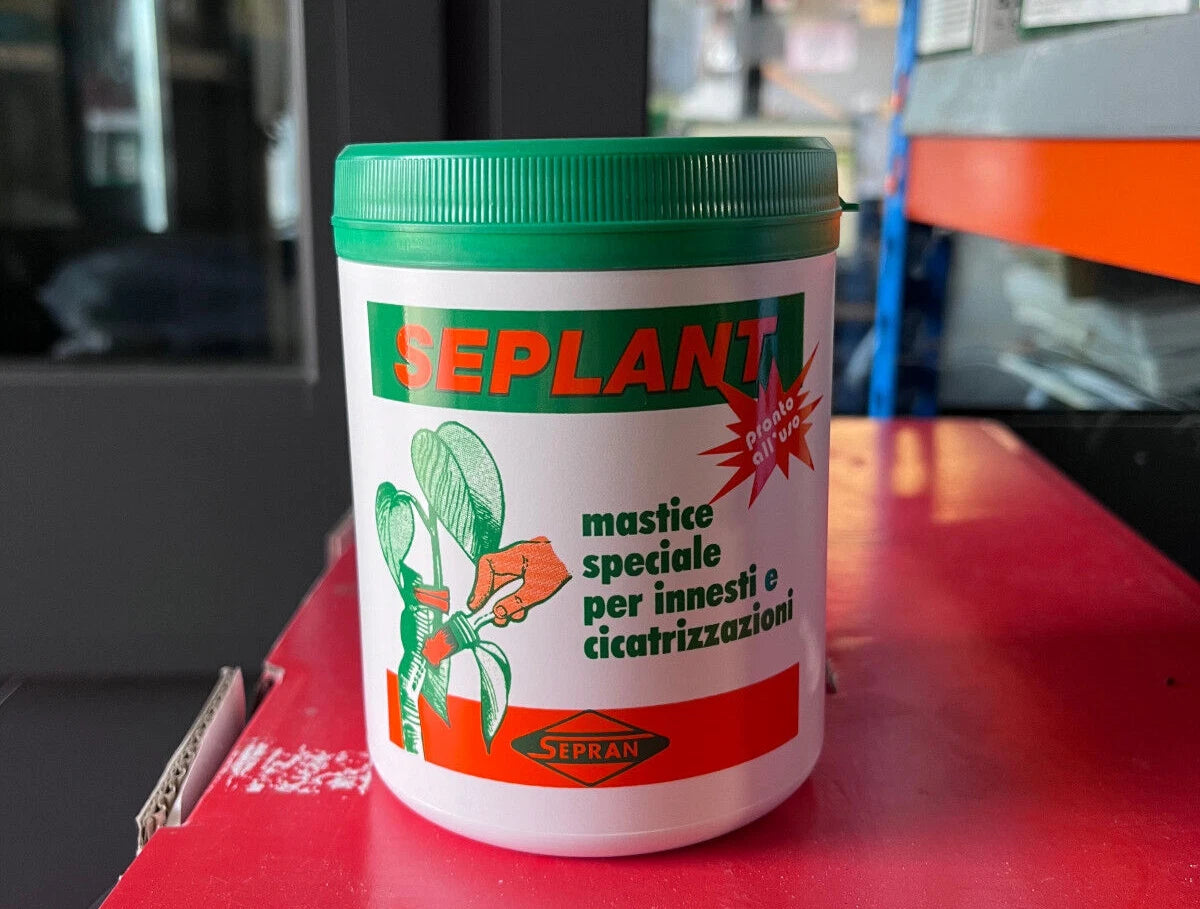 SEPLANT
pronto
all'uso
mastice
speciale
per innesti e
cicatrizzazioni
SEPRAN